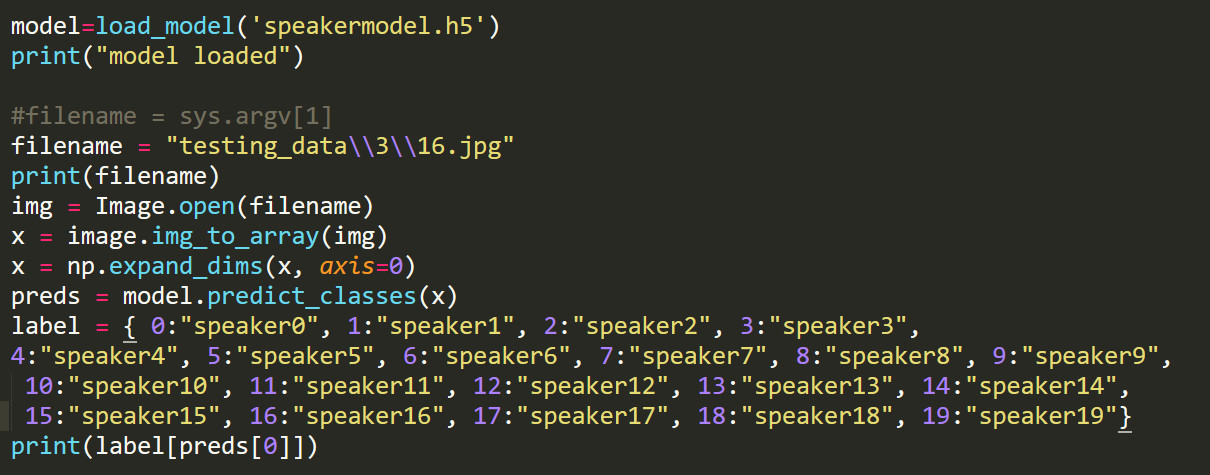 model=load_model('speakermodel.h5')
print("model loaded")
#filename = sys.argv[1]
filename = "testing_data\\3\\16.jpg"
print(filename)
img = Image.open(filename)
x = image.img_to_array(img)
x = np.expand_dims(x, axis=0)
preds = model.predict_classes(x)
label = { 0:"speaker0", 1:"speaker1", 2:"speaker2", 3:"speaker3",
4:"speaker4", 5:"speaker5", 6:"speaker6", 7:"speaker7", 8:"speaker8", 9:"speaker9",
10:"speaker10", 11:"speaker11", 12:"speaker12", 13:"speaker13", 14:"speaker14",
15:"speaker15", 16:"speaker16", 17:"speaker17", 18:"speaker18", 19:"speaker19"}
print(label[preds[0]])